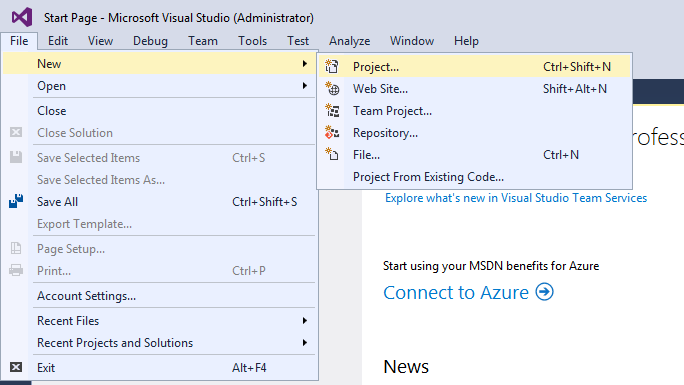 Start Page - Microsoft Visual Studio (Administrator)
File Edit View Debug Team Tools Test Analyze Window Help
New
Open
Close
Close Solution
Save Selected Items Ctrl+S
Save Selected Items As...
Save All Ctrl+Shift+S
Export Template...
Page Setup...
Print... Ctrl+P
Account Settings...
Recent Files
Recent Projects and Solutions
Exit Alt+F4
Project... Ctrl+Shift+N
Web Site... Shift+Alt+N
Team Project...
Repository...
File... Ctrl+N
Project From Existing Code...
Explore what's new in Visual Studio Team Services
Start using your MSDN benefits for Azure
Connect to Azure
News